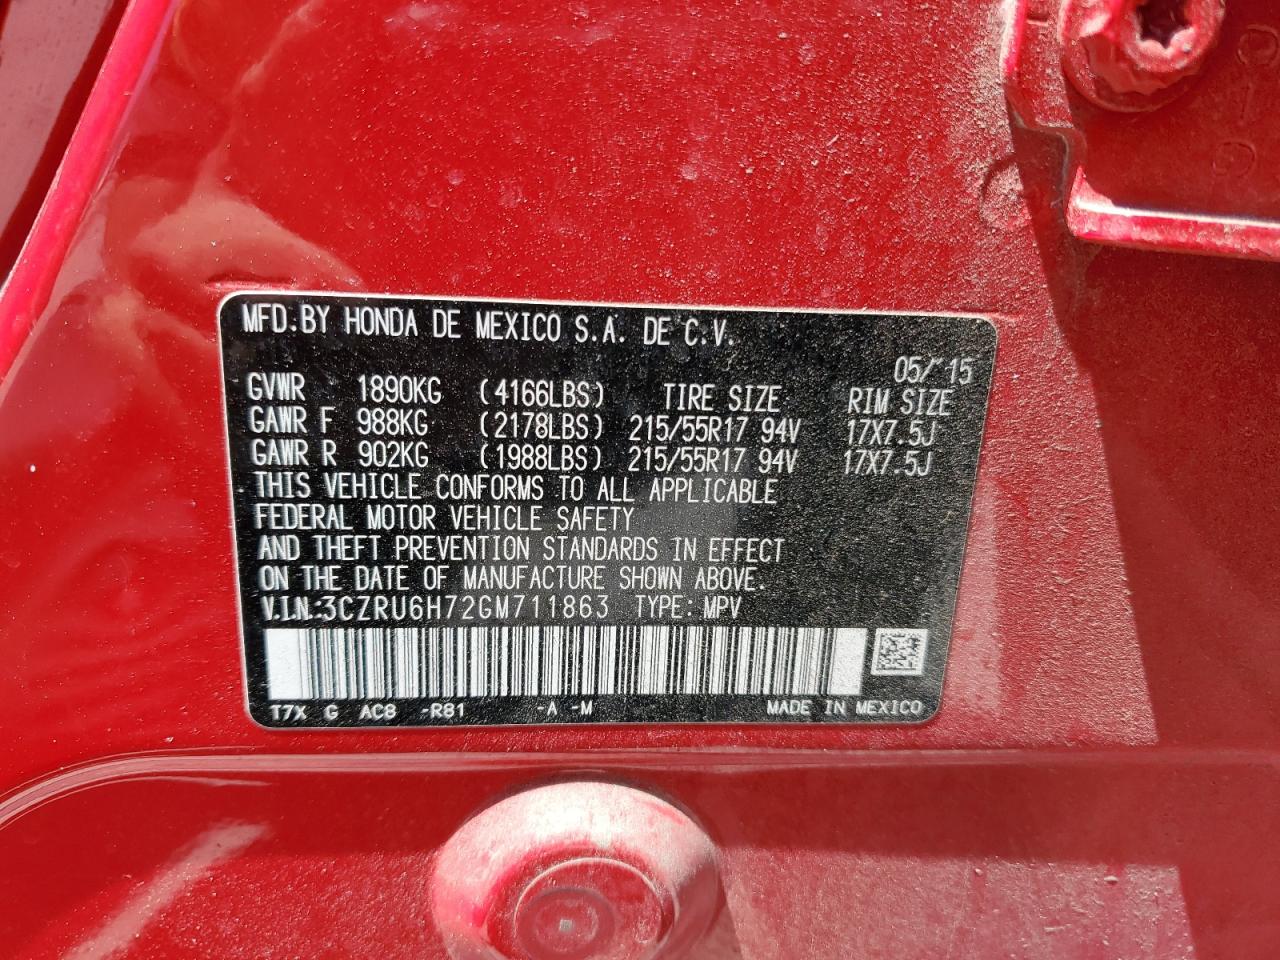 MFD.BY HONDA DE MEXICO S.A. DE C.V.
05/15
GVWR 1890KG (4166LBS) TIRE SIZE RIM SIZE
GAWR F 988KG (2178LBS) 215/55R17 94V 17X7.5J
GAWR R 902KG (1988LBS) 215/55R17 94V 17X7.5J
THIS VEHICLE CONFORMS TO ALL APPLICABLE
FEDERAL MOTOR VEHICLE SAFETY
AND THEFT PREVENTION STANDARDS IN EFFECT
ON THE DATE OF MANUFACTURE SHOWN ABOVE.
V.I.N.:3CZRU6H72GM711863 TYPE: MPV
T7X G AC8 -R81 -A -M MADE IN MEXICO